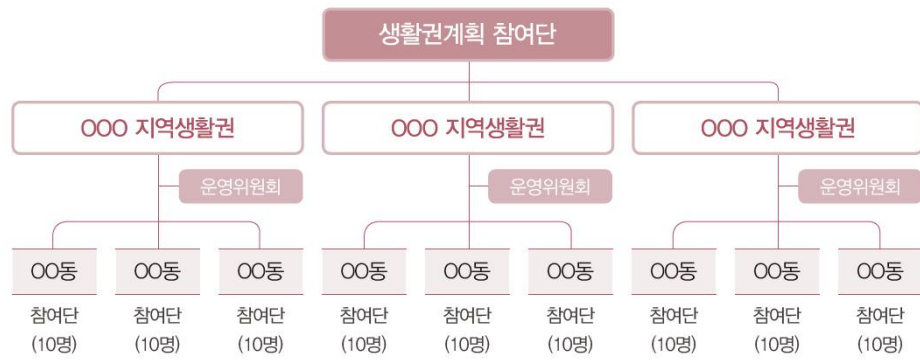 생활권계획 참여단
OOO 지역생활권 OOO 지역생활권 OOO 지역생활권
운영위원회 운영위원회 운영위원회
OO동 OO동 OO동 OO동 OO동 OO동 OO동 OO동 OO동
참여단 참여단 참여단 참여단 참여단 참여단 참여단 참여단 참여단
(10명) (10명) (10명) (10명) (10명) (10명) (10명) (10명) (10명)